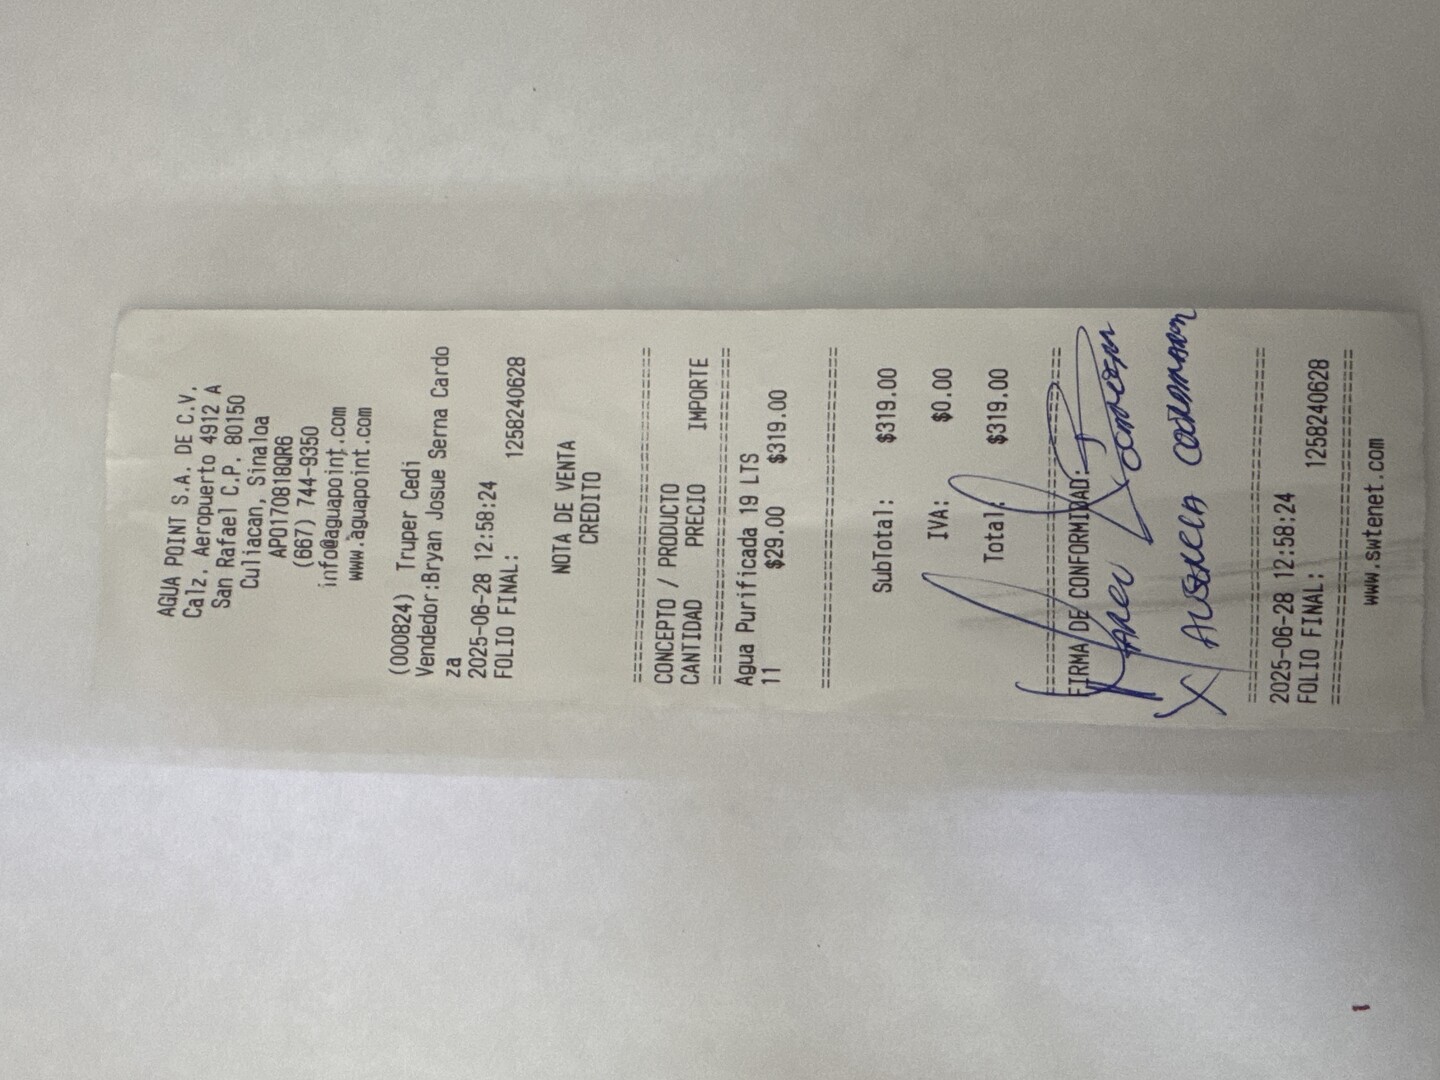 AGUA POINT S.A. DE C.V.
Calz. Aeropuerto 4912 A
San Rafael C.P. 80150
Culiacan, Sinaloa
APO170818QR6
(667) 744-9350
info@aguapoint.com
www.aguapoint.com
(000824) Truper Cedi
Vendedor:Bryan Josue Serna Cardo
za
2025-06-28 12:58:24
FOLIO FINAL: 1258240628
NOTA DE VENTA
CREDITO
================================
CONCEPTO / PRODUCTO
CANTIDAD PRECIO IMPORTE
================================
Agua Purificada 19 LTS
11 $29.00 $319.00
================================
SubTotal: $319.00
IVA: $0.00
Total: $319.00
================================
FIRMA DE CONFORMIDAD:
X AUSENCIA
================================
2025-06-28 12:58:24
FOLIO FINAL: 1258240628
================================
www.swtenet.com